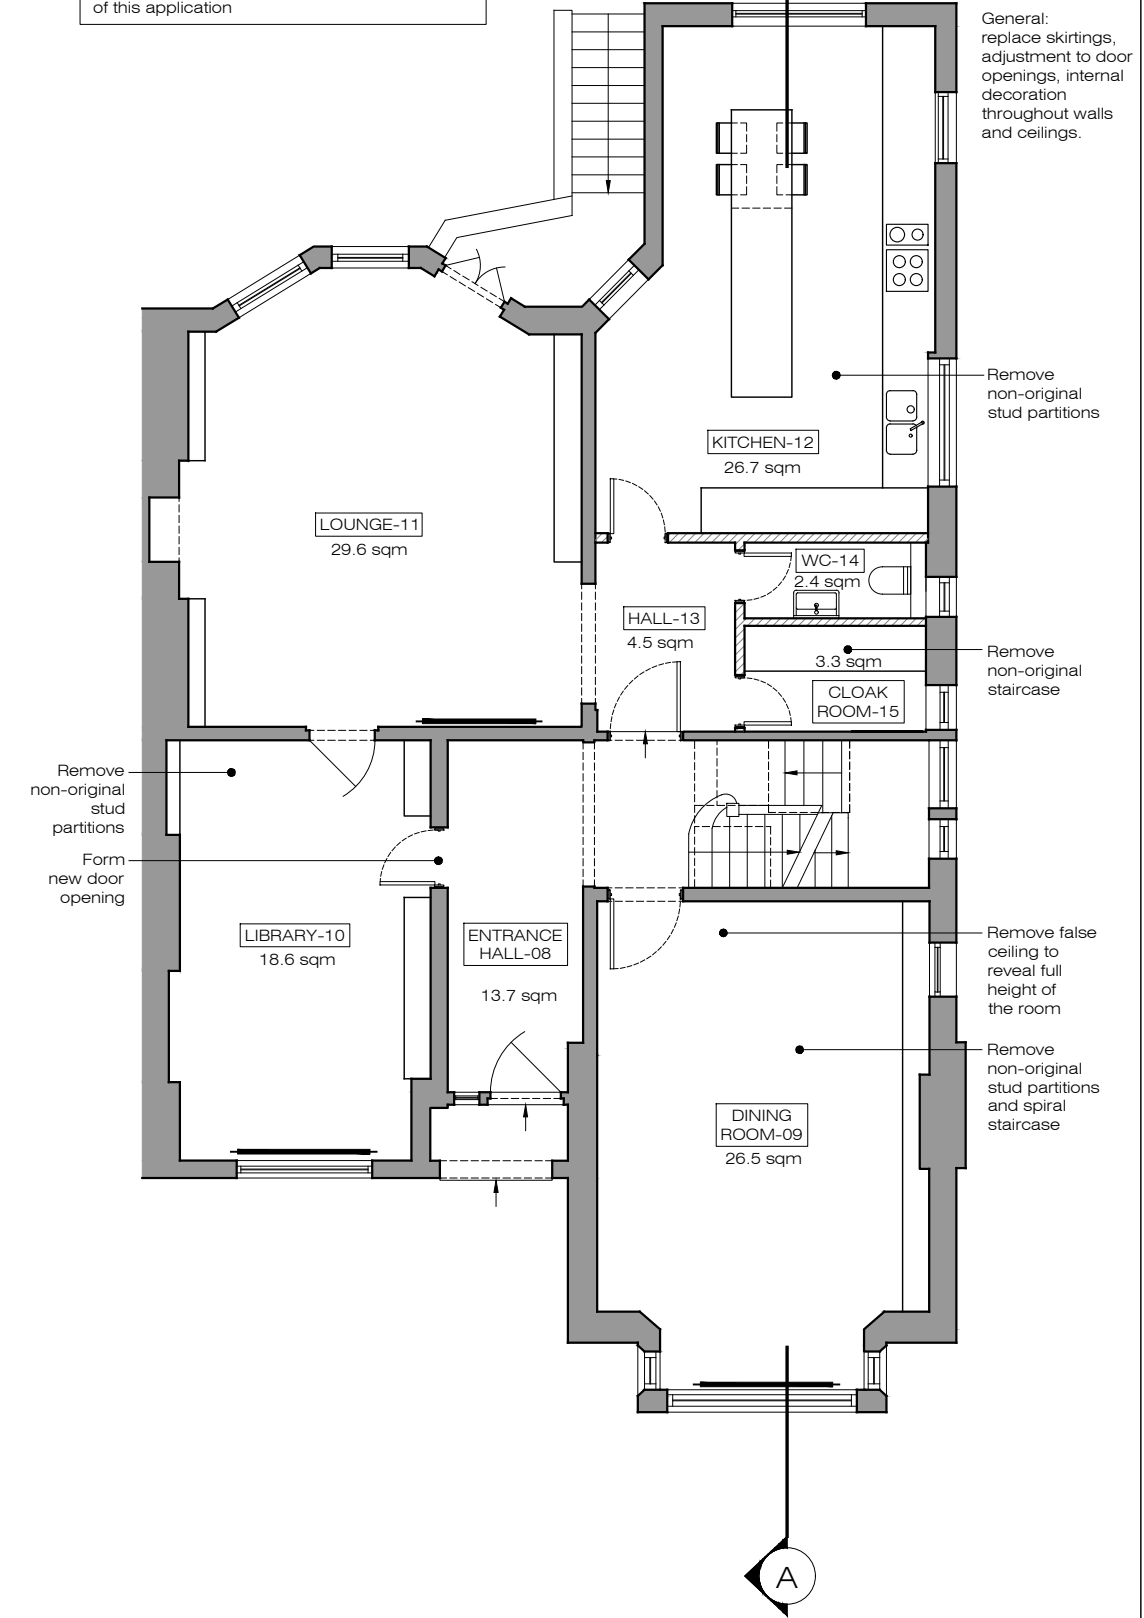 of this application
General:
replace skirtings,
adjustment to door
openings, internal
decoration
throughout walls
and ceilings.
Remove
non-original
stud partitions
KITCHEN-12
26.7 sqm
LOUNGE-11
29.6 sqm
WC-14
2.4 sqm
HALL-13
4.5 sqm
3.3 sqm
CLOAK
ROOM-15
Remove
non-original
staircase
Remove
non-original
stud
partitions
Form
new door
opening
LIBRARY-10
18.6 sqm
ENTRANCE
HALL-08
13.7 sqm
Remove false
ceiling to
reveal full
height of
the room
Remove
non-original
stud partitions
and spiral
staircase
DINING
ROOM-09
26.5 sqm
A